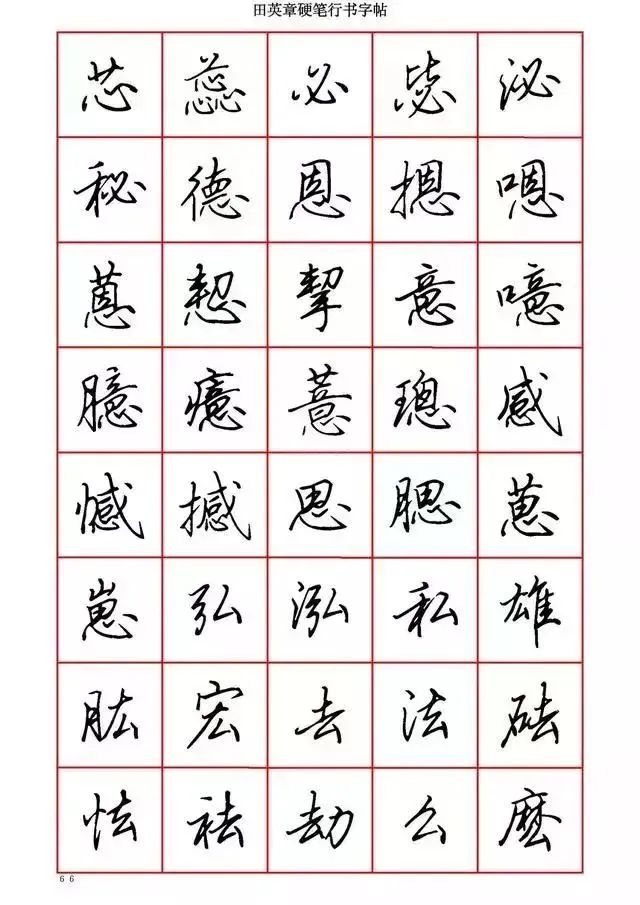 田英章硬笔行书字帖
芯 蕊 必 毖 泌
秘 德 恩 摁 嗯
蒽 恝 挈 意 噫
臆 癔 薏 璁 感
憾 撼 思 腮 葸
崽 弘 泓 私 雄
肱 宏 去 法 砝
怯 祛 劫 么 麽
66